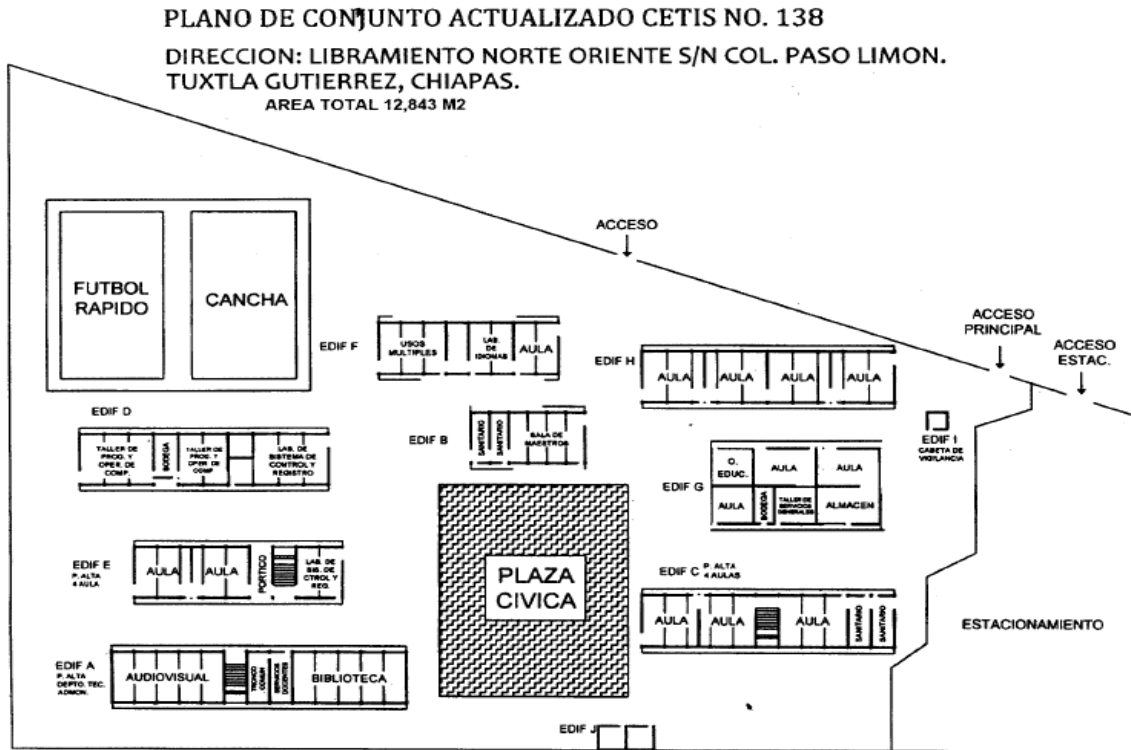 PLANO DE CONJUNTO ACTUALIZADO CETIS NO. 138
DIRECCION: LIBRAMIENTO NORTE ORIENTE S/N COL. PASO LIMON.
TUXTLA GUTIERREZ, CHIAPAS.
AREA TOTAL 12,843 M2
ACCESO
FUTBOL
RAPIDO
CANCHA
ACCESO
PRINCIPAL
ACCESO
ESTAC.
EDIF F
USOS
MULTIPLES
LAB.
DE
IDIOMAS
AULA
EDIF H
AULA
AULA
AULA
AULA
EDIF D
TALLER DE
PROG. Y
OPER. DE
COMP.
BODEGA
TALLER DE
PROG. Y
OPER. DE
COMP
LAB. DE
SISTEMA DE
CONTROL Y
REGISTRO
EDIF B
SANITARIO
SANITARIO
SALA DE
MAESTROS
EDIF I
CASETA DE
VIGILANCIA
EDIF G
O.
EDUC.
AULA
AULA
AULA
BODEGA
TALLER DE
SERVICIOS
GENERALES
ALMACEN
EDIF E
P. ALTA
4 AULA
AULA
AULA
PORTICO
LAB. DE
SIS. DE
CTROL Y
REG.
PLAZA
CIVICA
EDIF C
P. ALTA
4 AULAS
AULA
AULA
AULA
SANITARIO
SANITARIO
ESTACIONAMIENTO
EDIF A
P. ALTA
DEPTO. TEC.
ADMON.
AUDIOVISUAL
TRONCO
COMUN
SERVICIOS
DOCENTES
BIBLIOTECA
EDIF J